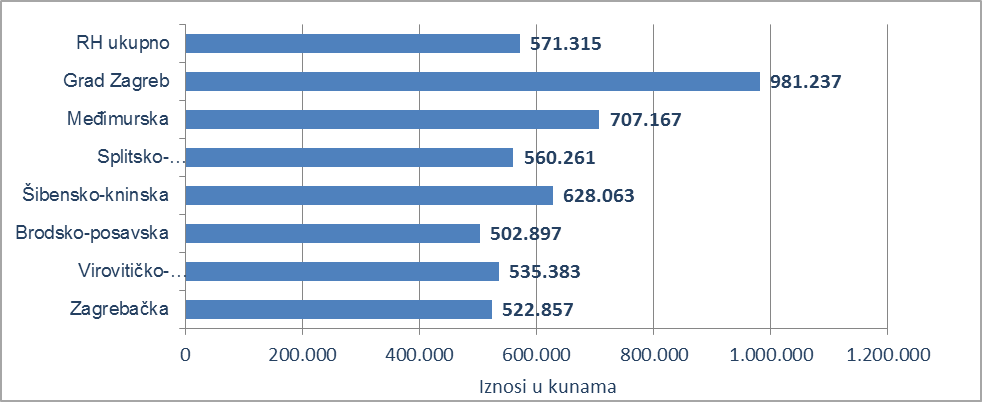 RH ukupno 571.315
Grad Zagreb 981.237
Međimurska 707.167
Splitsko-... 560.261
Šibensko-kninska 628.063
Brodsko-posavska 502.897
Virovitičko-... 535.383
Zagrebačka 522.857
0 200.000 400.000 600.000 800.000 1.000.000 1.200.000
Iznosi u kunama